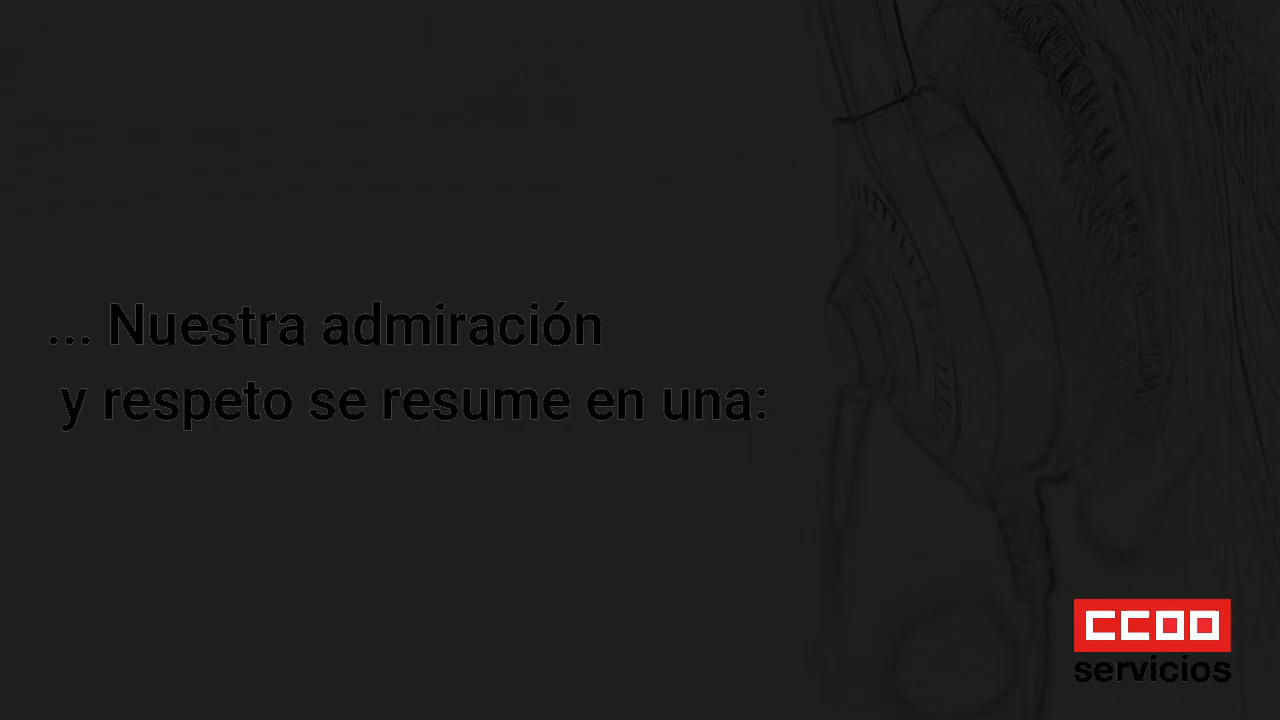 ... Nuestra admiración
y respeto se resume en una:
CCOO
servicios